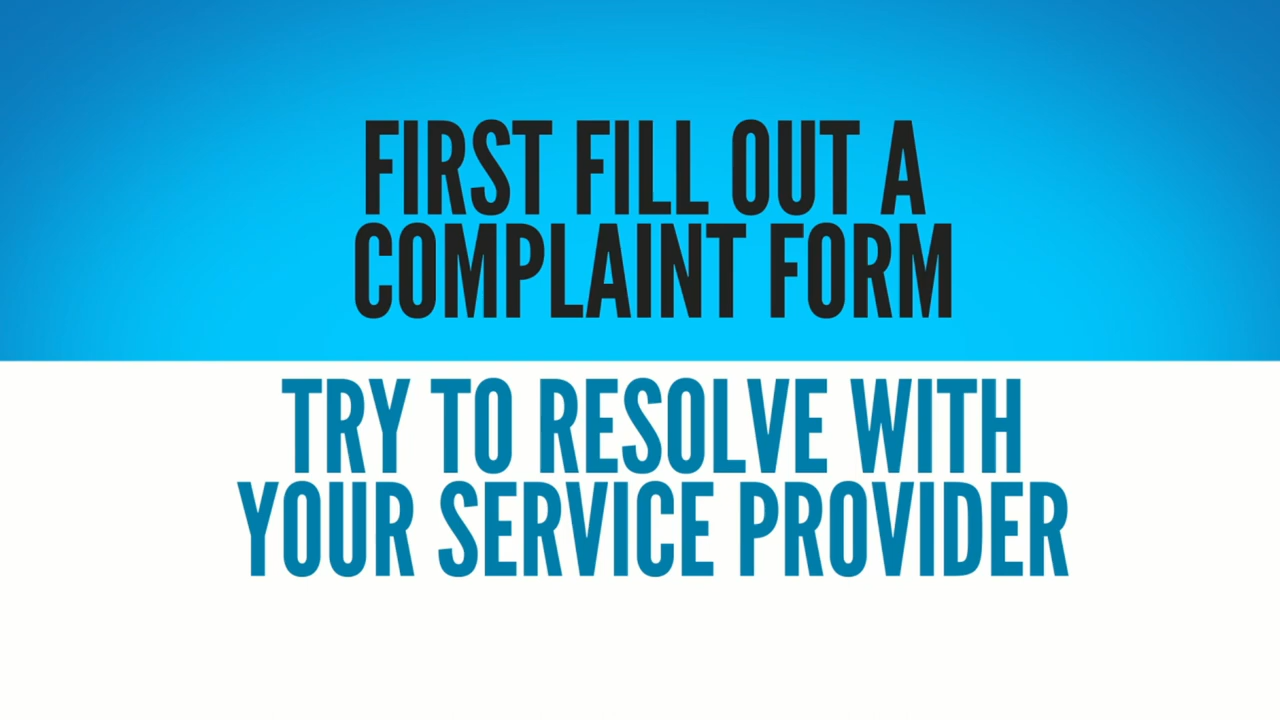 FIRST FILL OUT A
COMPLAINT FORM
TRY TO RESOLVE WITH
YOUR SERVICE PROVIDER